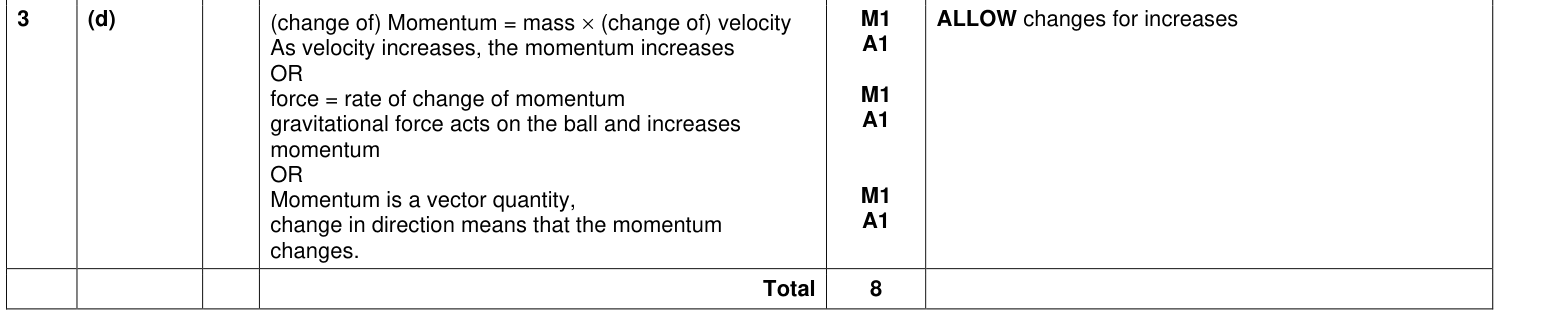 3 (d) (change of) Momentum = mass × (change of) velocity M1 ALLOW changes for increases
As velocity increases, the momentum increases A1
OR
force = rate of change of momentum M1
gravitational force acts on the ball and increases A1
momentum
OR
Momentum is a vector quantity, M1
change in direction means that the momentum A1
changes.
Total 8